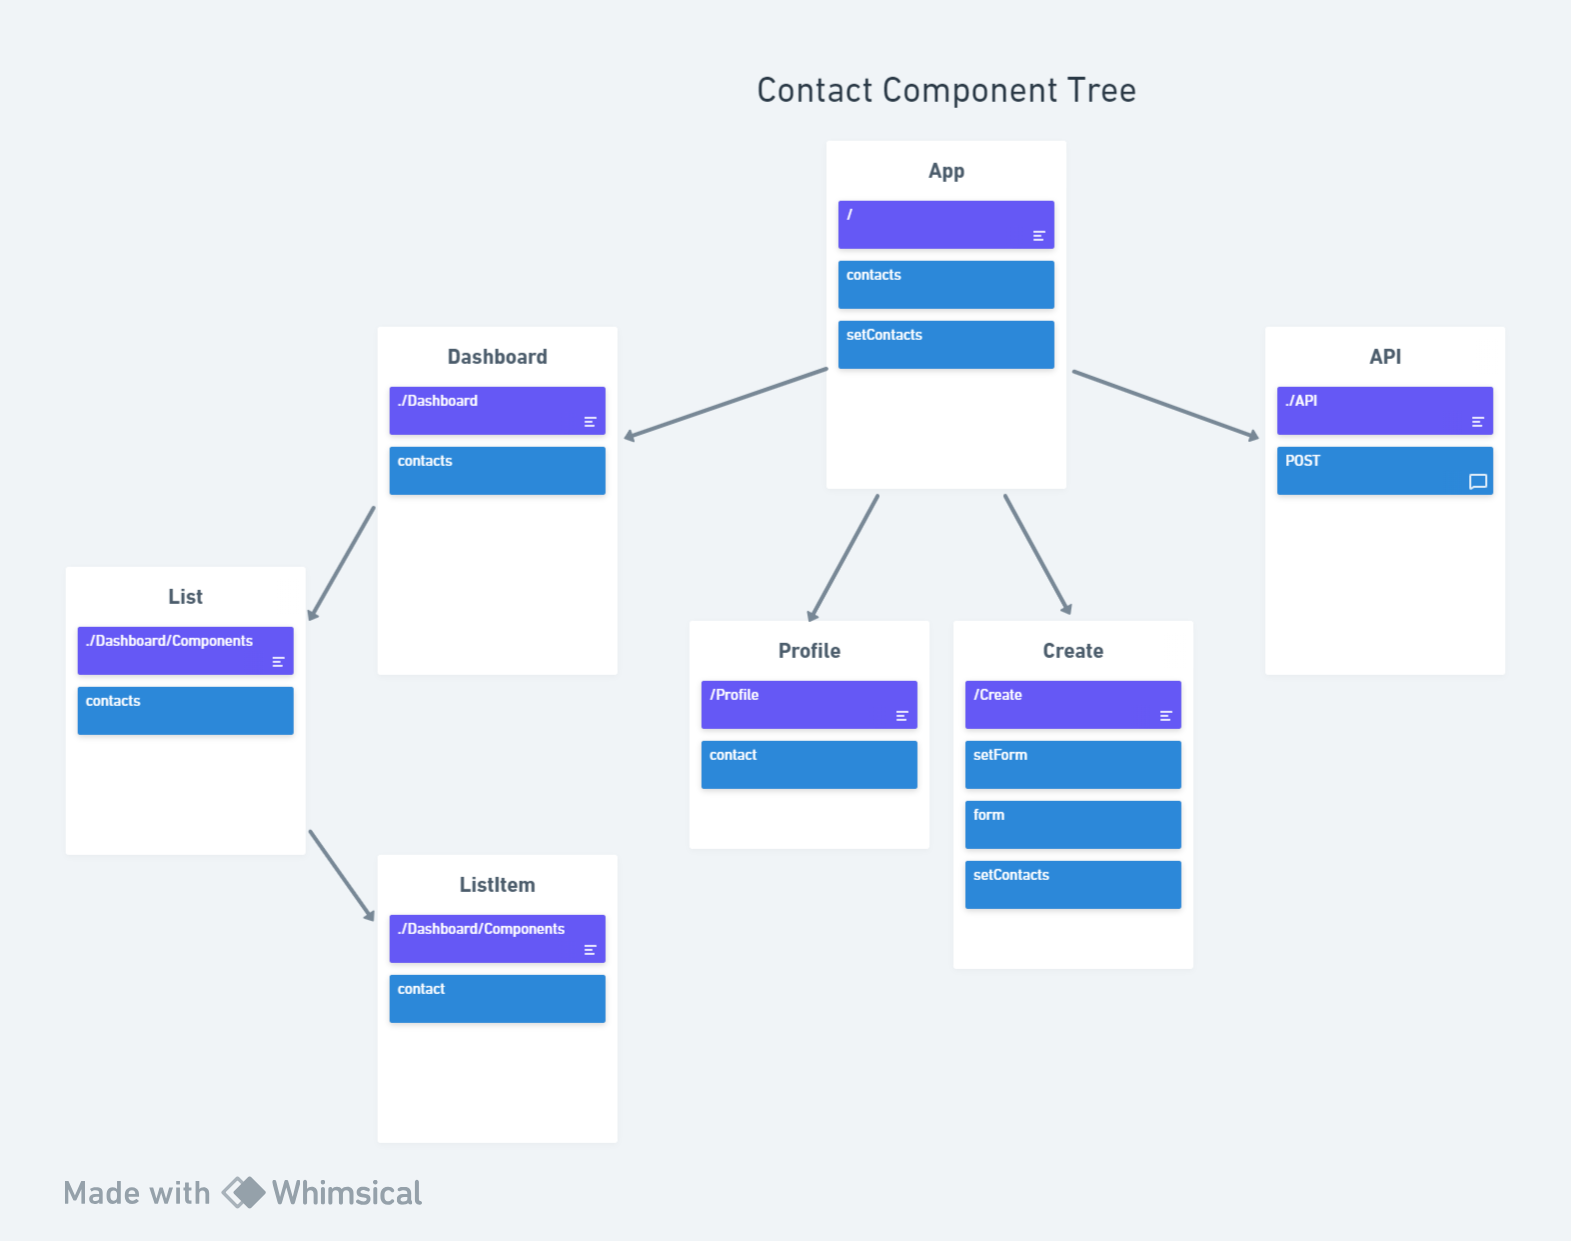 Contact Component Tree
App
/
contacts
setContacts
Dashboard
./Dashboard
contacts
API
./API
POST
List
./Dashboard/Components
contacts
Profile
/Profile
contact
Create
/Create
setForm
form
setContacts
ListItem
./Dashboard/Components
contact
Made with Whimsical